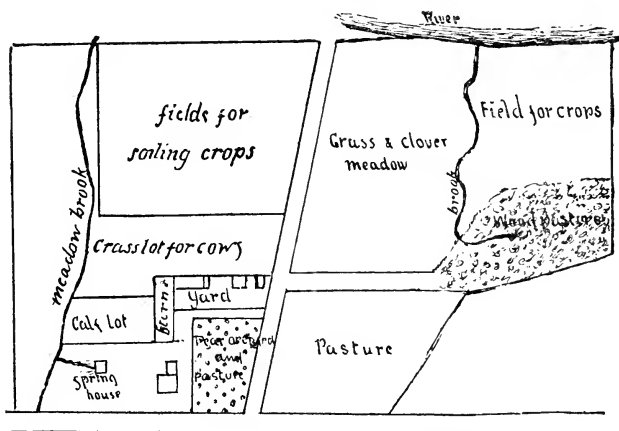 River
fields for
soiling crops
Grass & clover
meadow
Field for crops
brook
Wood pasture
meadow brook
Grass lot for cows
barns
Yard
Calf lot
Pear orchard
and
pasture
Pasture
Spring
house